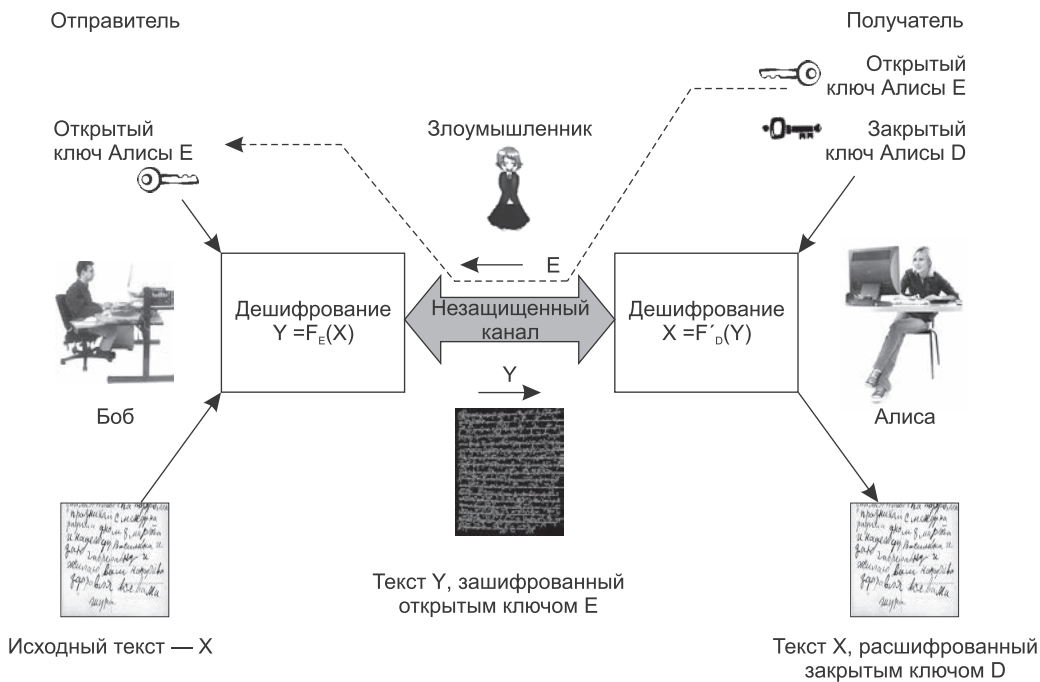 Отправитель
Получатель
Открытый
ключ Алисы E
Закрытый
ключ Алисы D
Открытый
ключ Алисы E
Злоумышленник
E
Дешифрование
Y =F_E(X)
Незащищенный
канал
Дешифрование
X =F´_D(Y)
Y
Боб
Алиса
Текст Y, зашифрованный
открытым ключом E
Исходный текст — X
Текст X, расшифрованный
закрытым ключом D